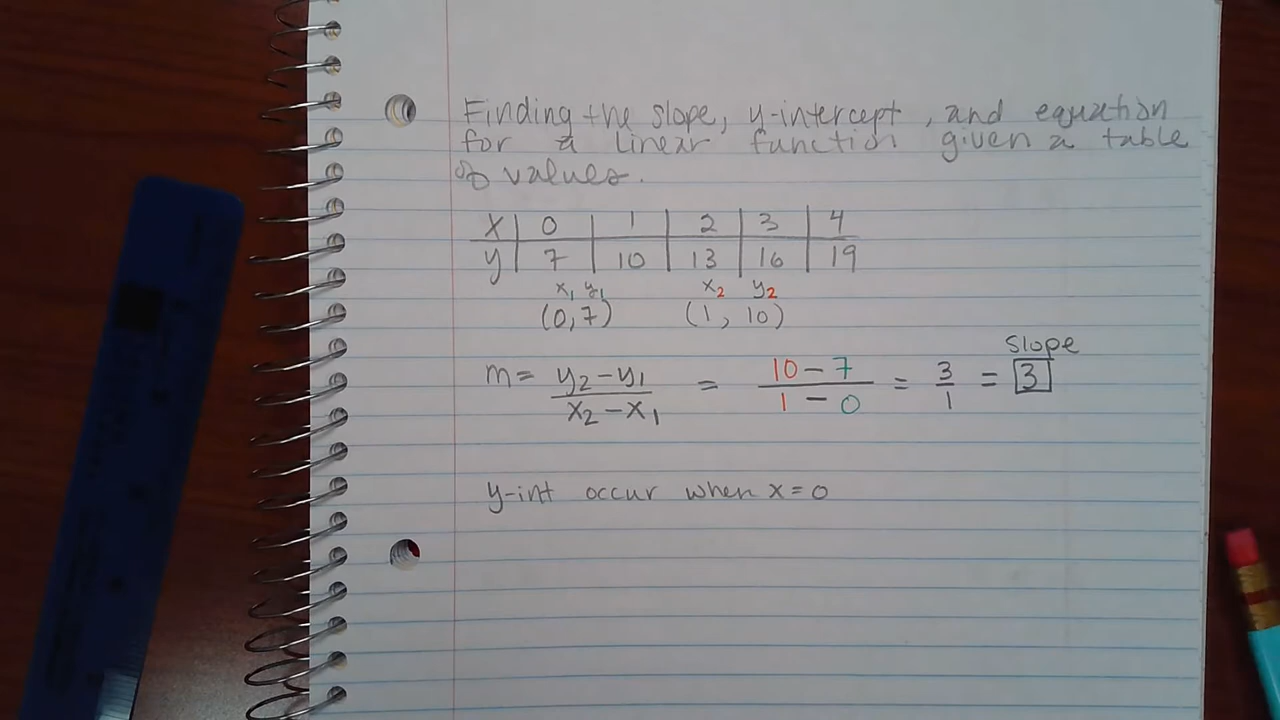 Finding the slope, y-intercept, and equation
for a linear function given a table
of values.
x | 0 | 1 | 2 | 3 | 4
y | 7 | 10 | 13 | 16 | 19
x₁ y₁ x₂ y₂
(0,7) (1, 10)
slope
m = (y₂ - y₁)/(x₂ - x₁) = (10 - 7)/(1 - 0) = 3/1 = 3
y-int occur when x = 0